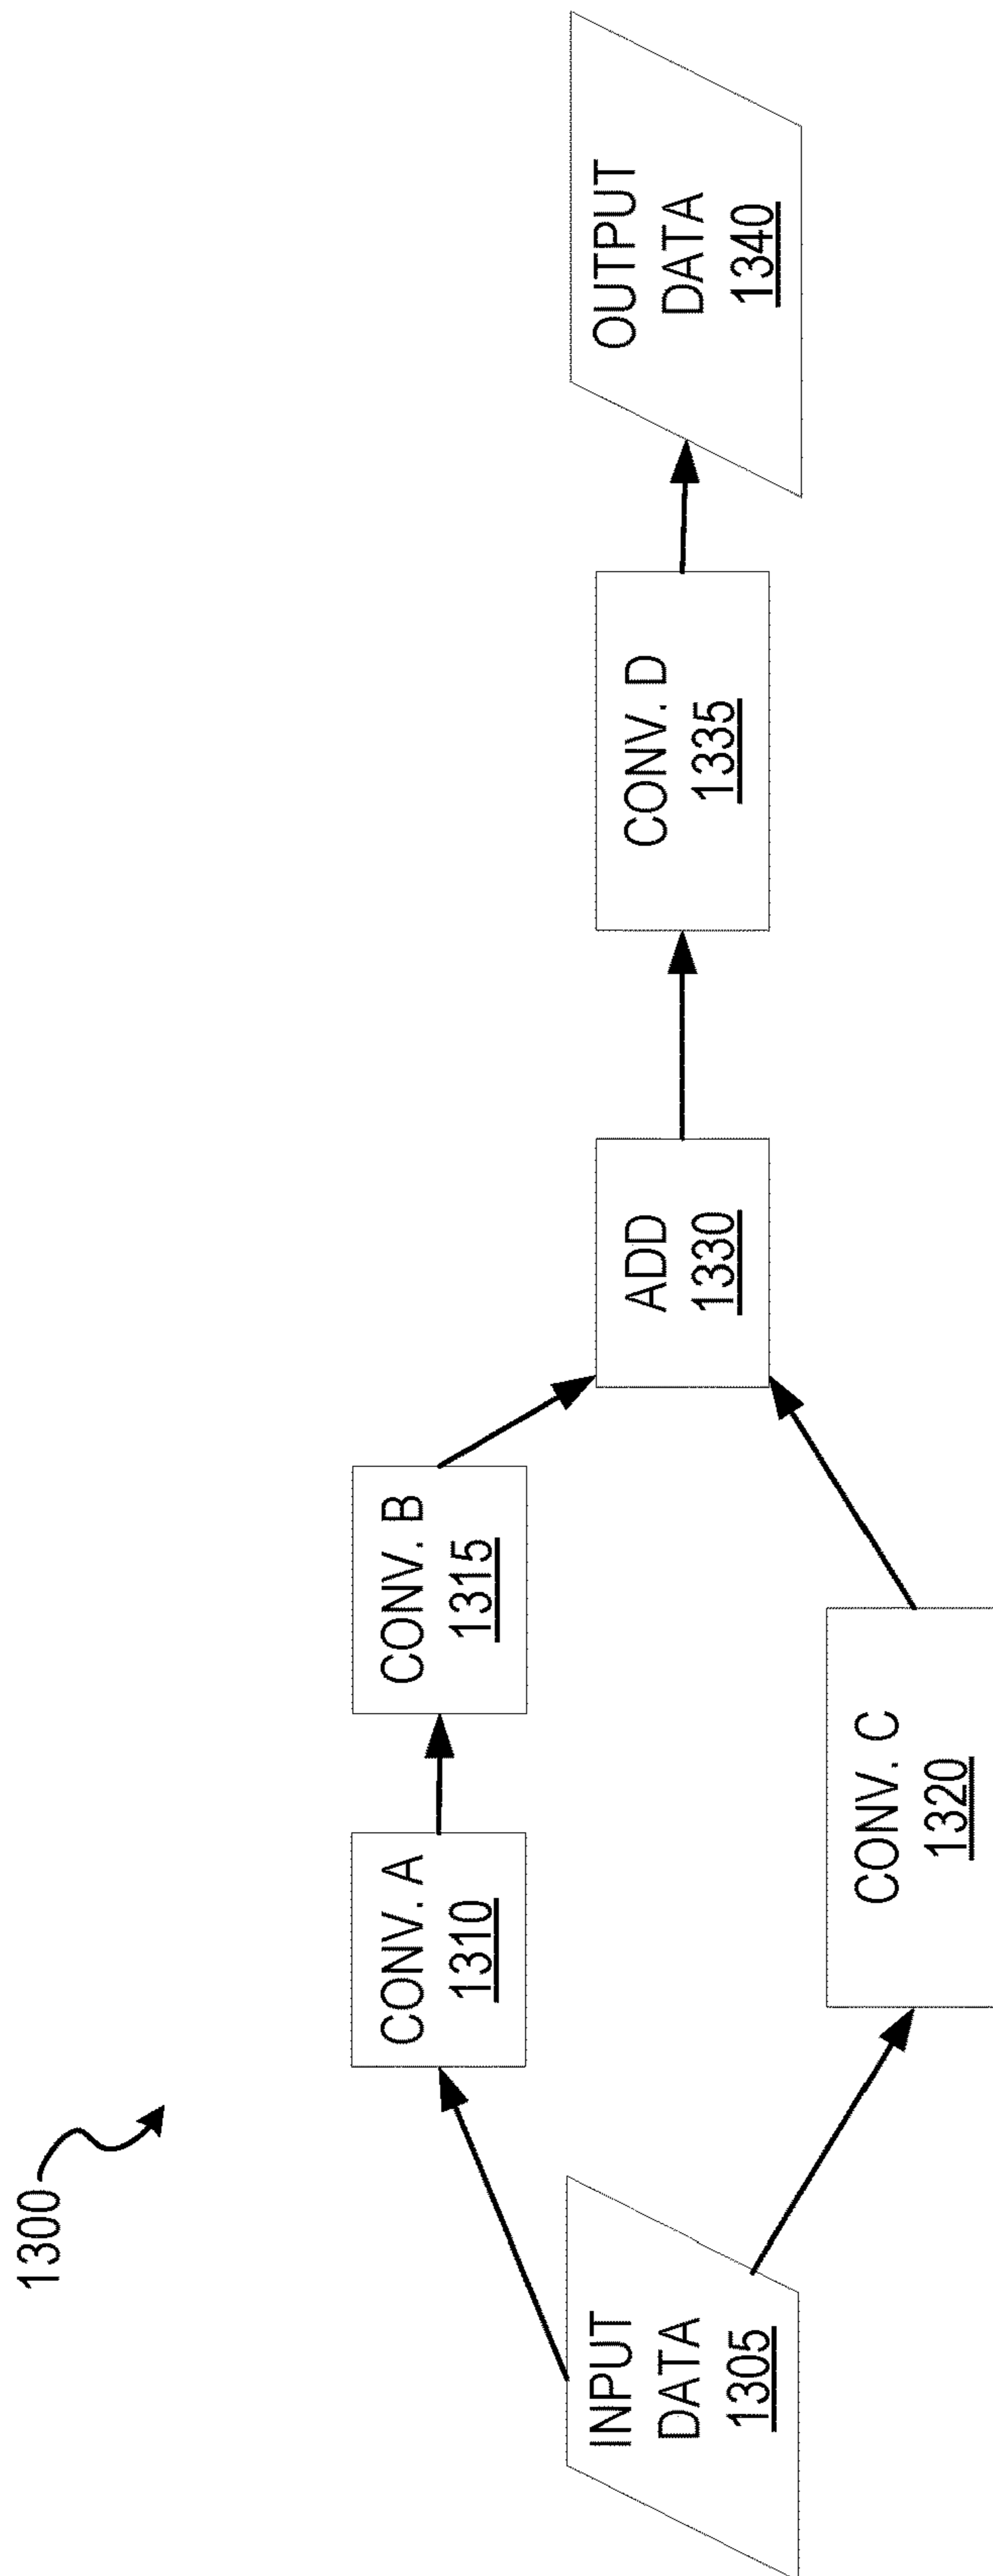 1300
INPUT
DATA
1305
CONV. A
1310
CONV. B
1315
CONV. C
1320
ADD
1330
CONV. D
1335
OUTPUT
DATA
1340